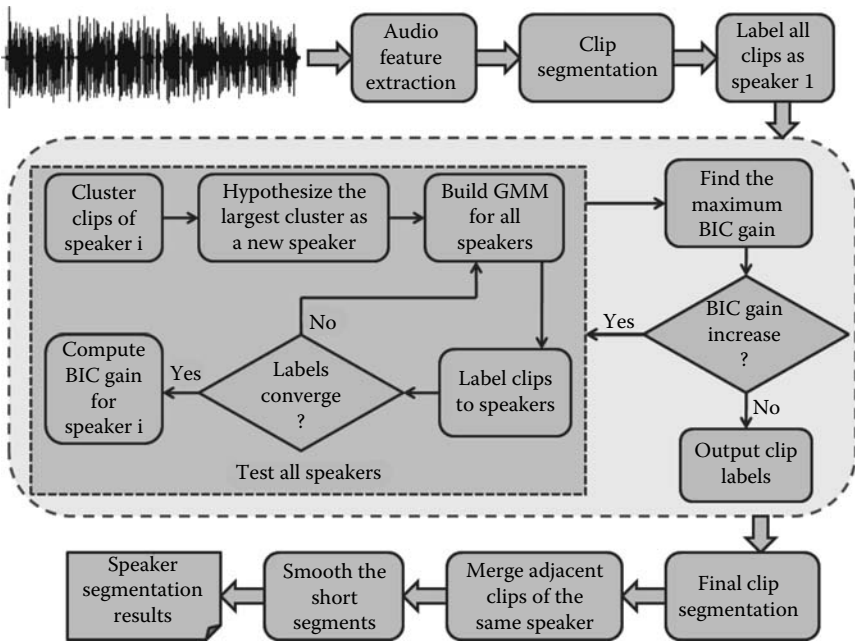 Audio
feature
extraction
Clip
segmentation
Label all
clips as
speaker 1
Cluster
clips of
speaker i
Hypothesize the
largest cluster as
a new speaker
Build GMM
for all
speakers
Find the
maximum
BIC gain
No
Yes
BIC gain
increase
?
Compute
BIC gain
for
speaker i
Yes
Labels
converge
?
Label clips
to speakers
No
Test all speakers
Output clip
labels
Speaker
segmentation
results
Smooth the
short
segments
Merge adjacent
clips of the
same speaker
Final clip
segmentation